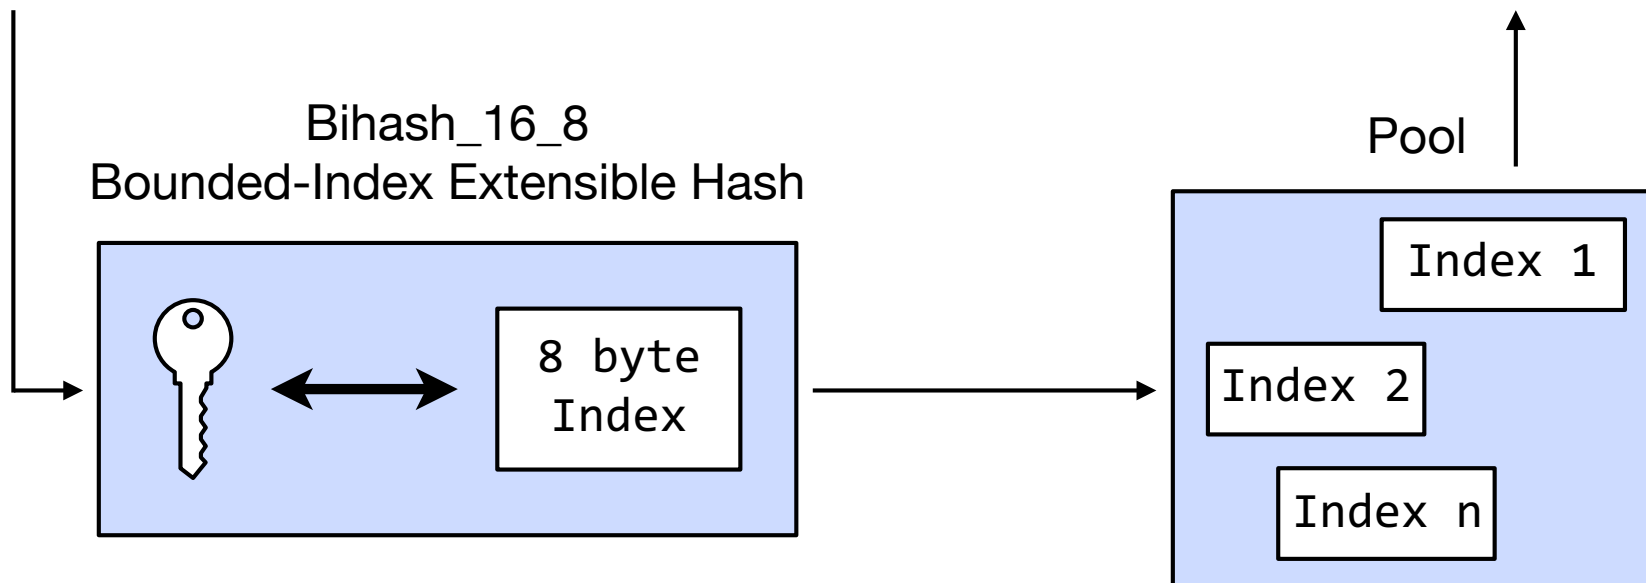 Bihash_16_8
Bounded-Index Extensible Hash
8 byte
Index
Pool
Index 1
Index 2
Index n